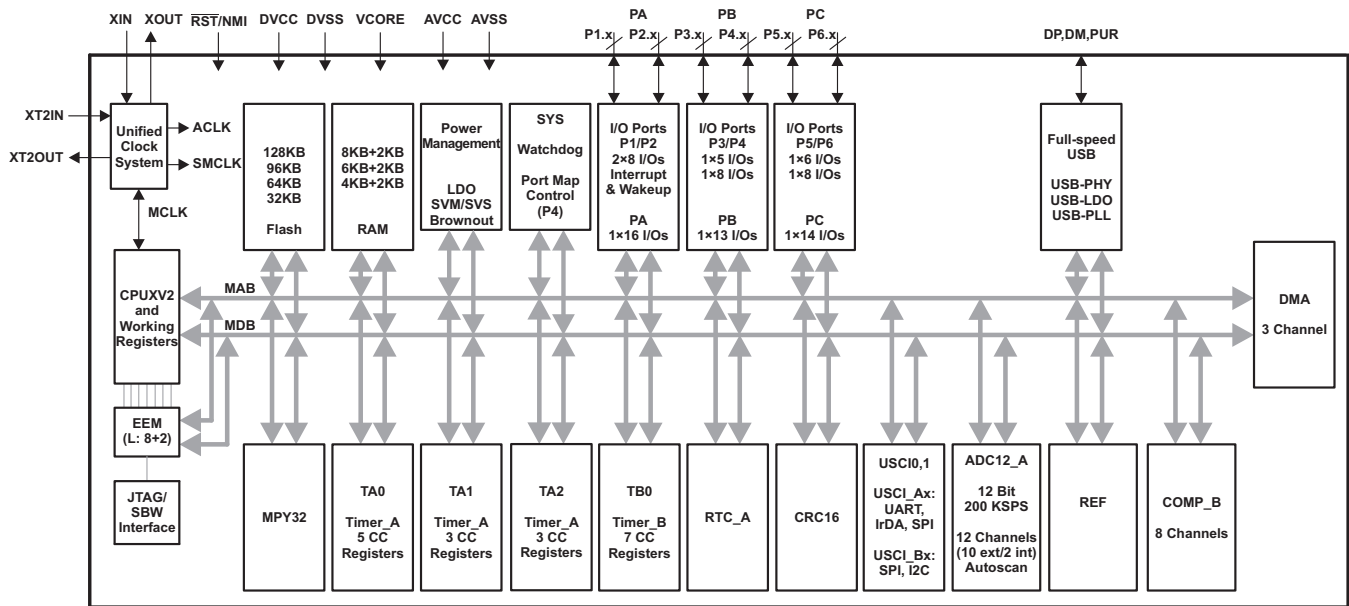 XIN
XOUT
RST/NMI
DVCC
DVSS
VCORE
AVCC
AVSS
PA
P1.x
P2.x
PB
P3.x
P4.x
PC
P5.x
P6.x
DP,DM,PUR
XT2IN
XT2OUT
Unified
Clock
System
ACLK
SMCLK
MCLK
128KB
96KB
64KB
32KB
Flash
8KB+2KB
6KB+2KB
4KB+2KB
RAM
Power
Management
LDO
SVM/SVS
Brownout
SYS
Watchdog
Port Map
Control
(P4)
I/O Ports
P1/P2
2×8 I/Os
Interrupt
& Wakeup
PA
1×16 I/Os
I/O Ports
P3/P4
1×5 I/Os
1×8 I/Os
PB
1×13 I/Os
I/O Ports
P5/P6
1×6 I/Os
1×8 I/Os
PC
1×14 I/Os
Full-speed
USB
USB-PHY
USB-LDO
USB-PLL
CPUXV2
and
Working
Registers
MAB
MDB
DMA
3 Channel
EEM
(L: 8+2)
JTAG/
SBW
Interface
MPY32
TA0
Timer_A
5 CC
Registers
TA1
Timer_A
3 CC
Registers
TA2
Timer_A
3 CC
Registers
TB0
Timer_B
7 CC
Registers
RTC_A
CRC16
USCI0,1
USCI_Ax:
UART,
IrDA, SPI
USCI_Bx:
SPI, I2C
ADC12_A
12 Bit
200 KSPS
12 Channels
(10 ext/2 int)
Autoscan
REF
COMP_B
8 Channels